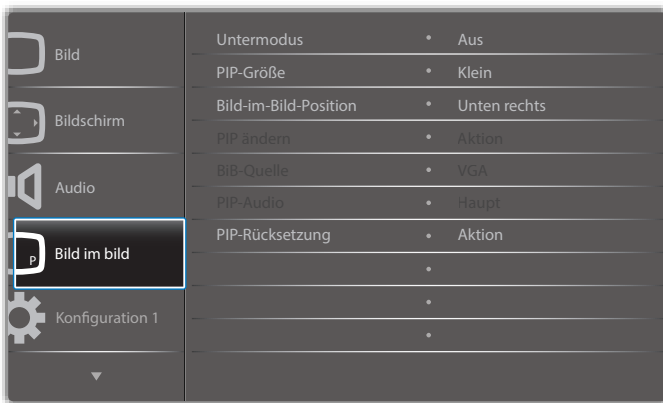 Bild
Bildschirm
Audio
P
Bild im bild
Konfiguration 1
Untermodus • Aus
PIP-Größe • Klein
Bild-im-Bild-Position • Unten rechts
PIP ändern • Aktion
BiB-Quelle • VGA
PIP-Audio • Haupt
PIP-Rücksetzung • Aktion
•
•
•